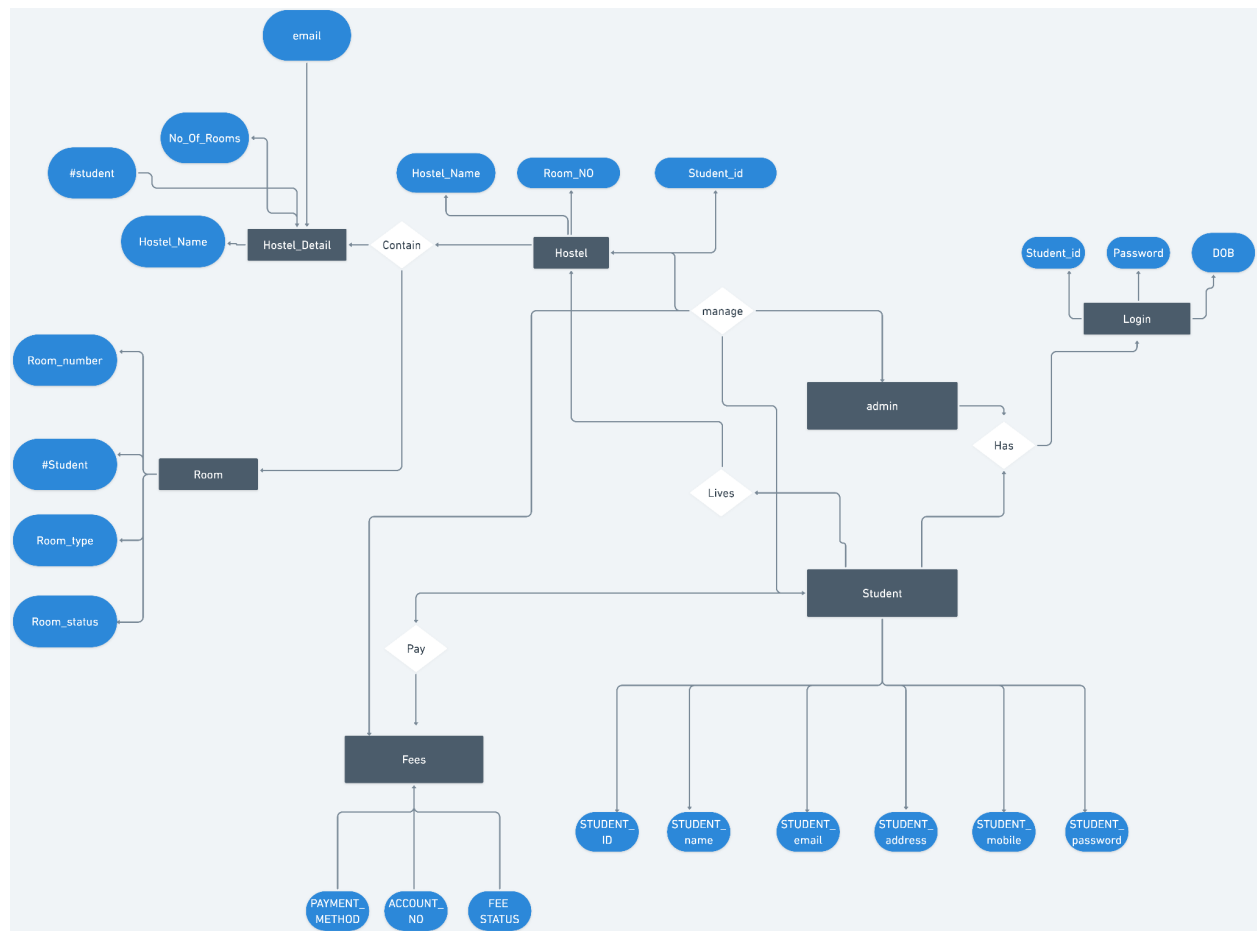 email
No_Of_Rooms
#student
Hostel_Name
Room_NO
Student_id
Hostel_Name
Hostel_Detail
Contain
Hostel
Student_id
Password
DOB
manage
Login
Room_number
admin
Has
#Student
Room
Lives
Room_type
Student
Room_status
Pay
Fees
STUDENT_
ID
STUDENT_
name
STUDENT_
email
STUDENT_
address
STUDENT_
mobile
STUDENT_
password
PAYMENT_
METHOD
ACCOUNT_
NO
FEE
STATUS